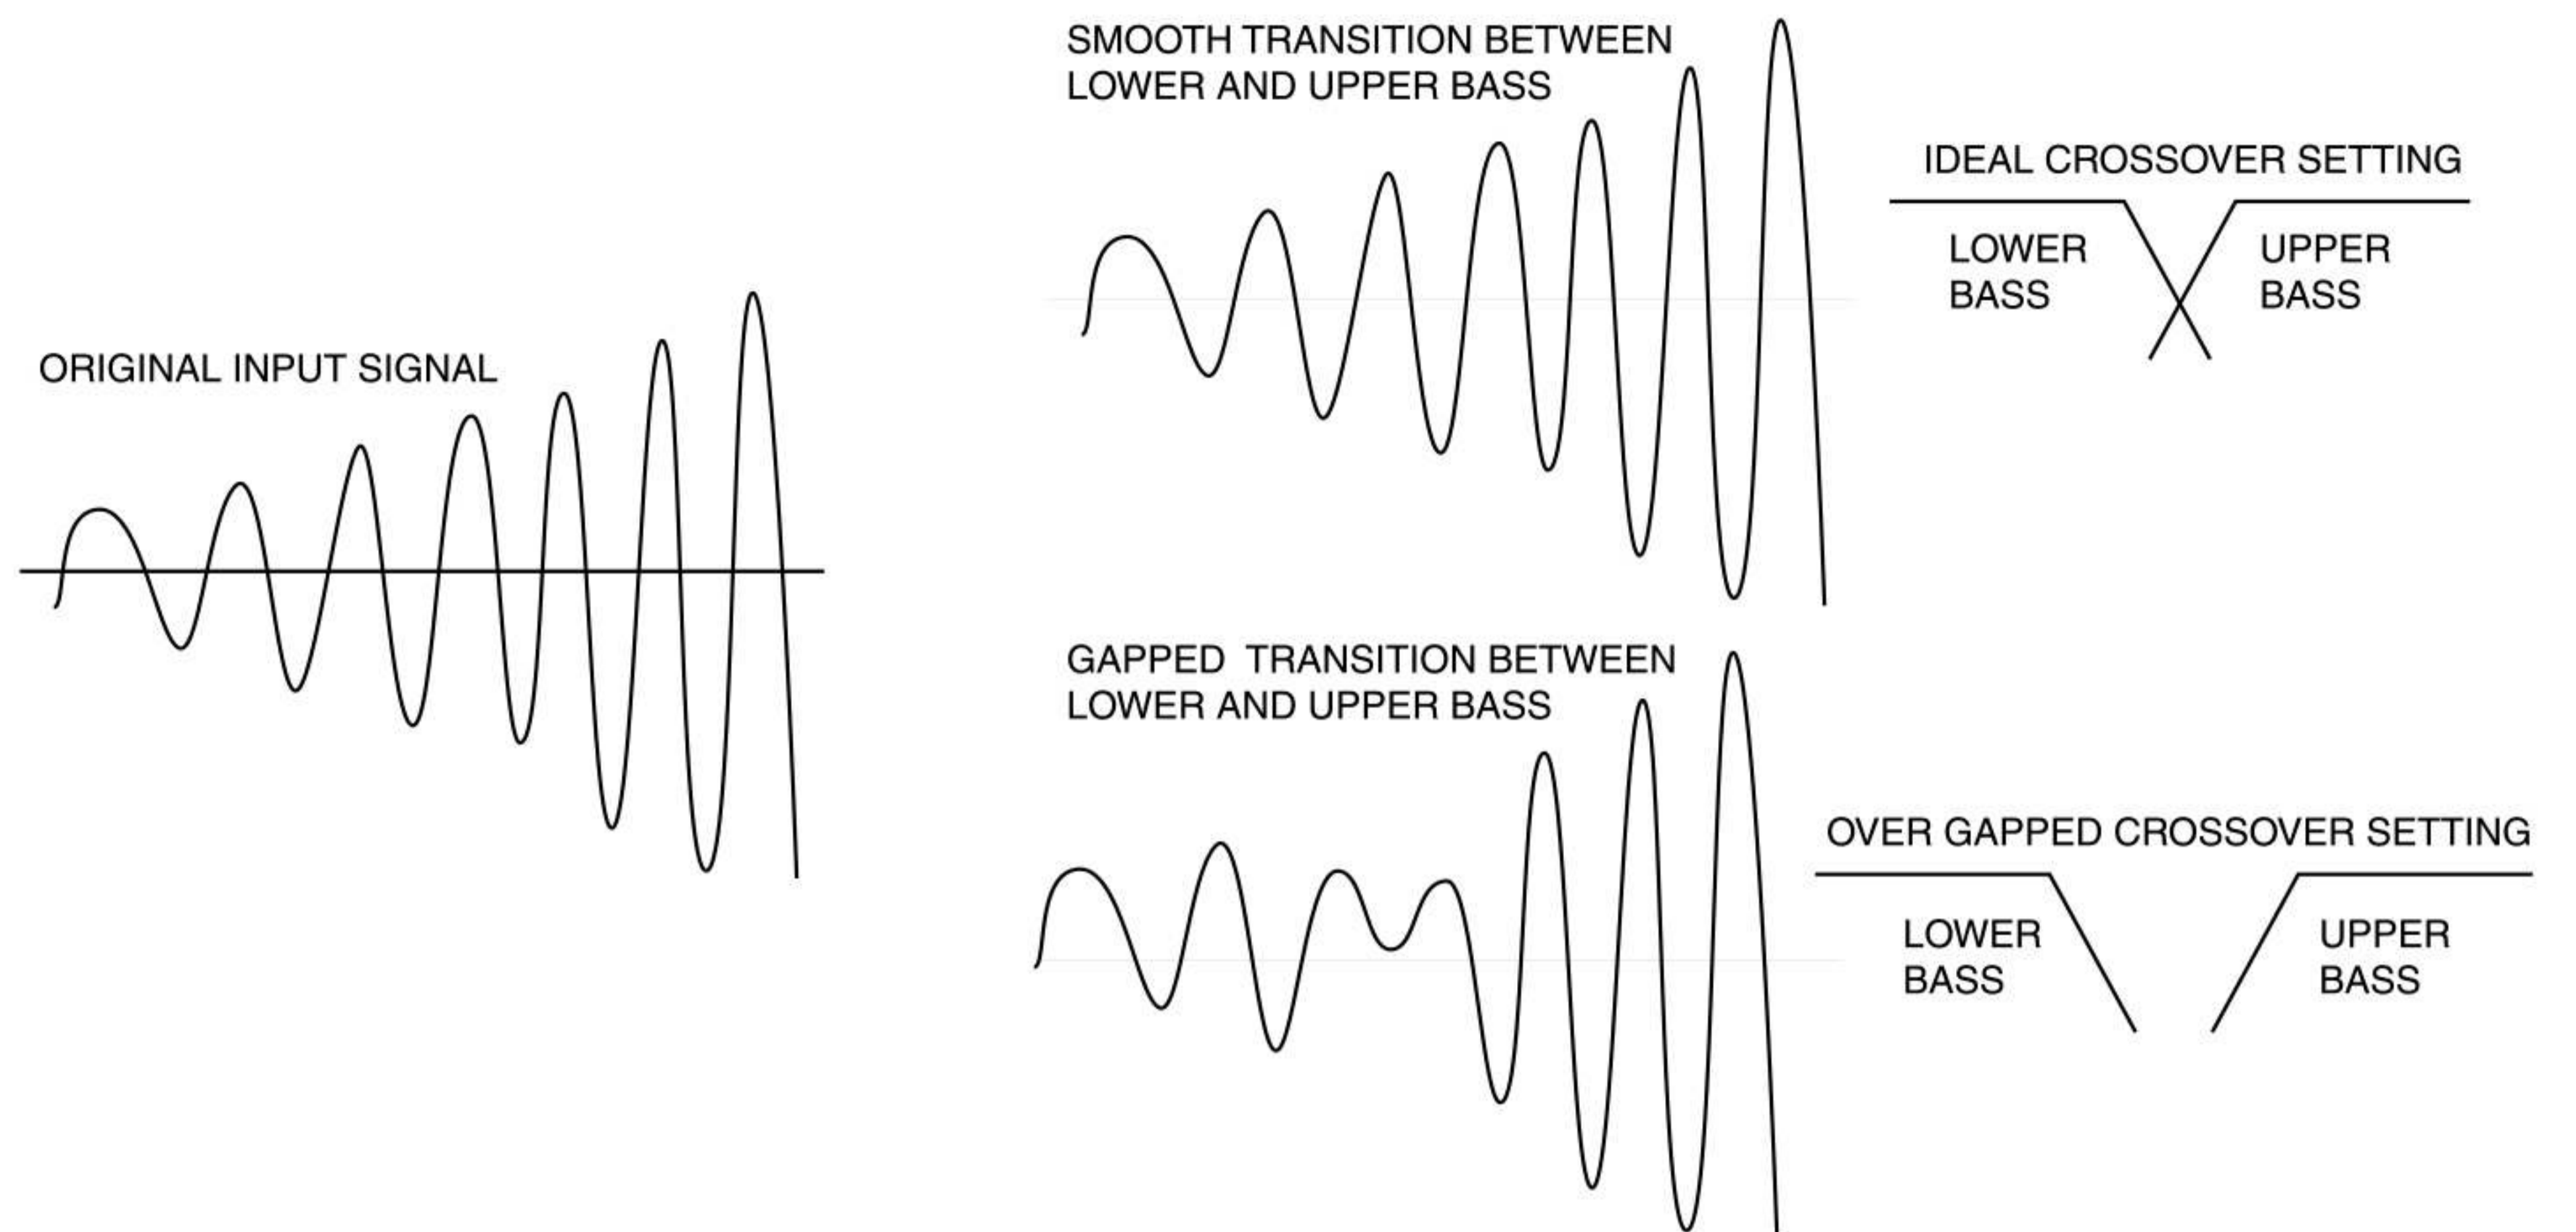 ORIGINAL INPUT SIGNAL
SMOOTH TRANSITION BETWEEN
LOWER AND UPPER BASS
IDEAL CROSSOVER SETTING
LOWER
BASS
UPPER
BASS
GAPPED  TRANSITION BETWEEN
LOWER AND UPPER BASS
OVER GAPPED CROSSOVER SETTING
LOWER
BASS
UPPER
BASS